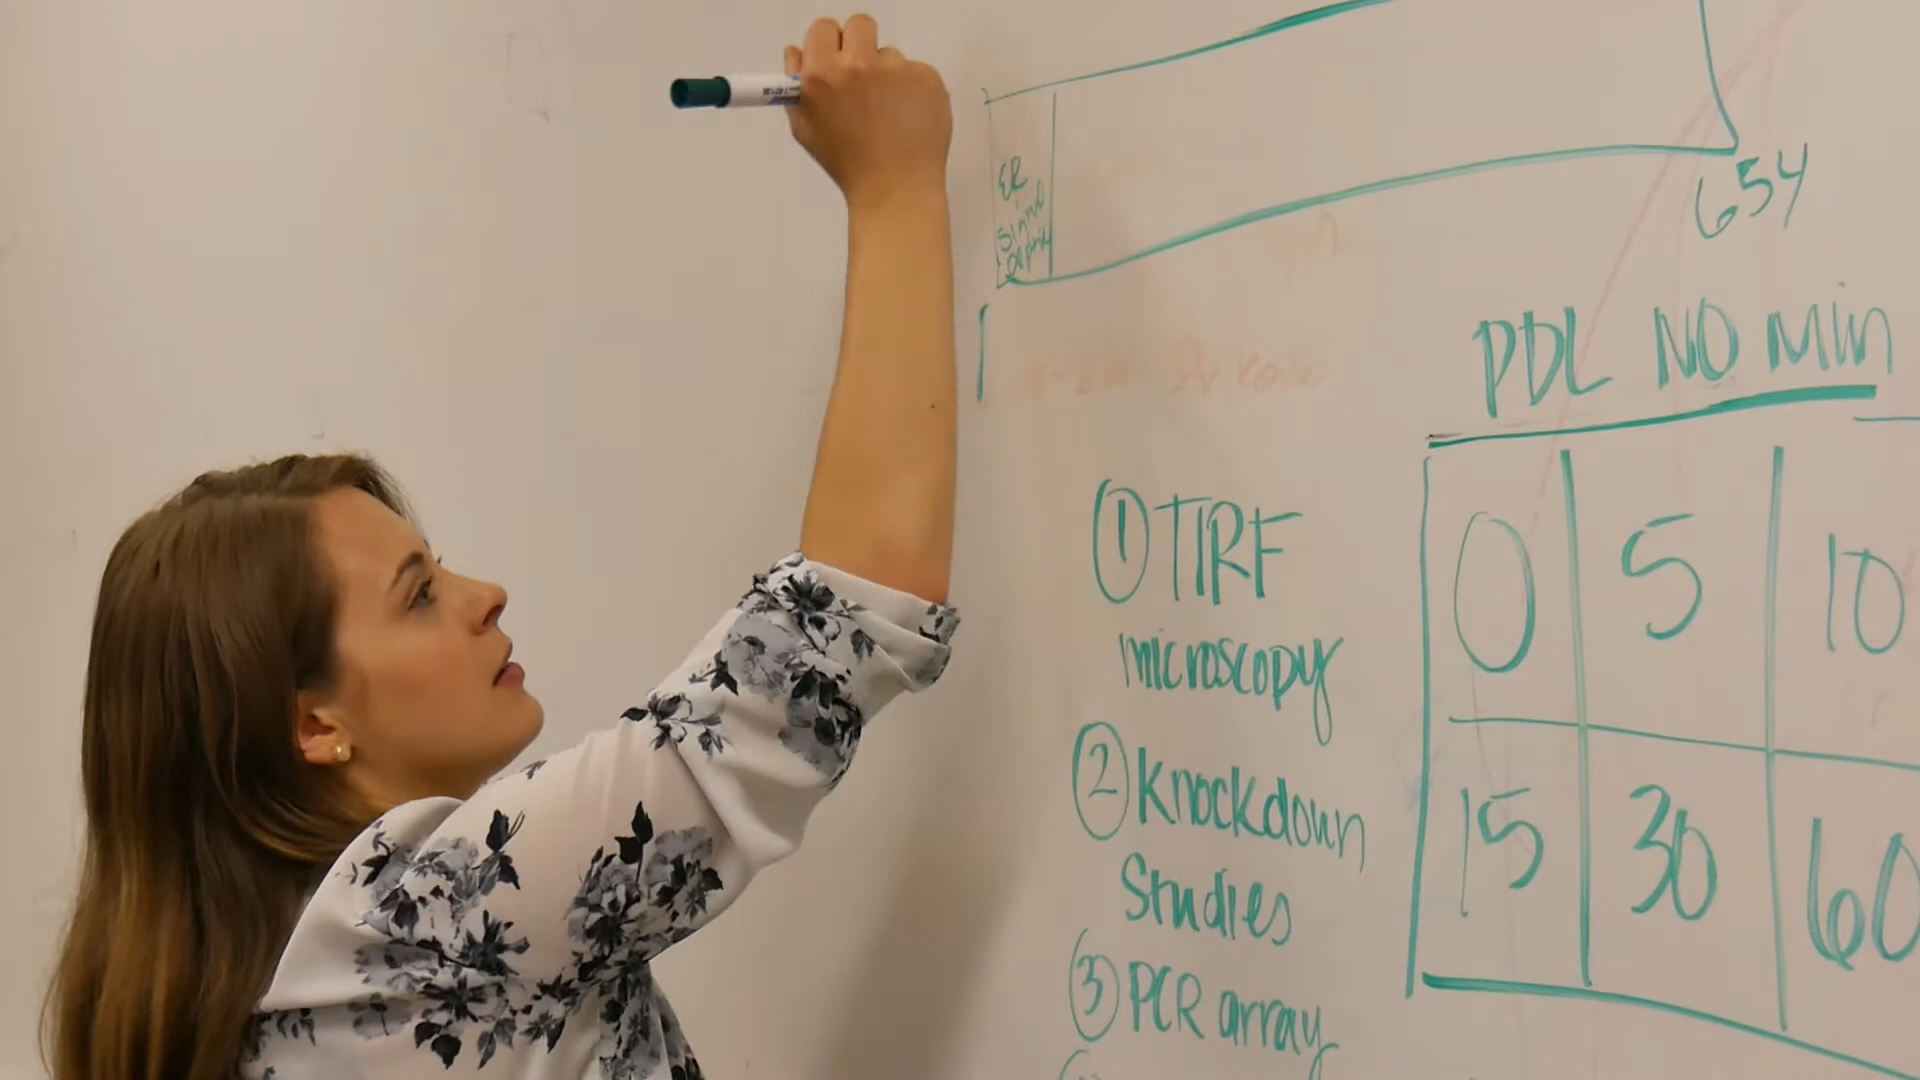 ER
654
PDL NO Min
① TIRF
microscopy
② Knockdown
Studies
③ PCR array
0 5 10
15 30 60